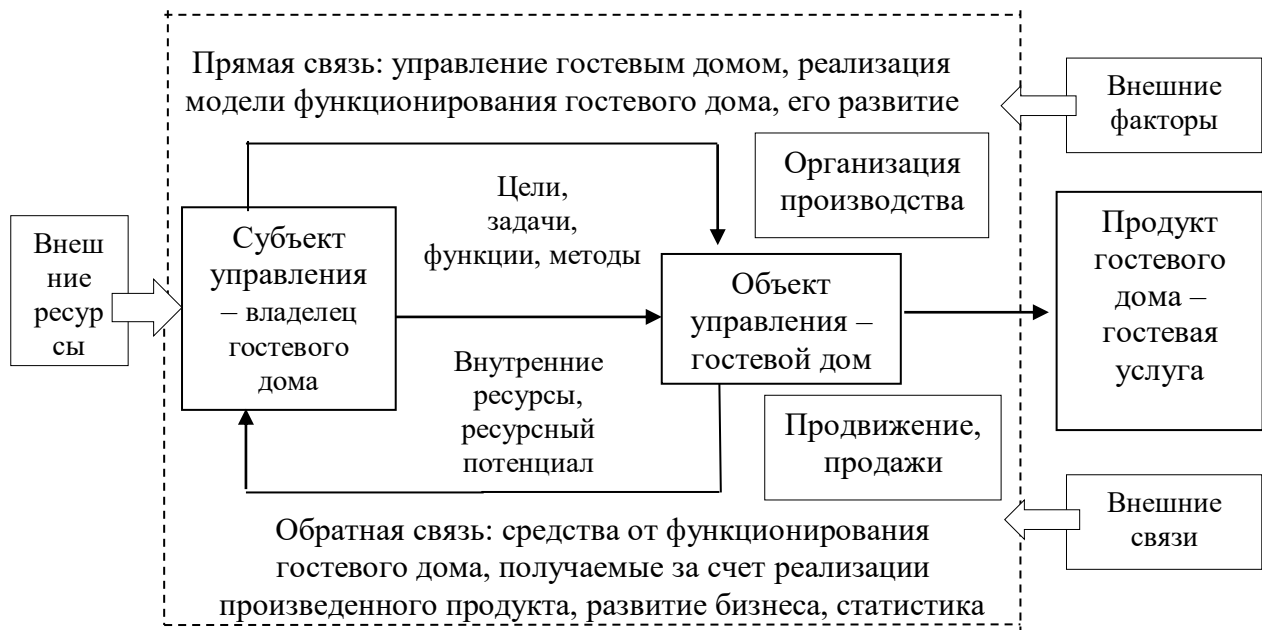 Прямая связь: управление гостевым домом, реализация
модели функционирования гостевого дома, его развитие
Внешние
факторы
Организация
производства
Цели,
задачи,
функции, методы
Внеш
ние
ресур
сы
Субъект
управления
– владелец
гостевого
дома
Объект
управления –
гостевой дом
Продукт
гостевого
дома –
гостевая
услуга
Внутренние
ресурсы,
ресурсный
потенциал
Продвижение,
продажи
Внешние
связи
Обратная связь: средства от функционирования
гостевого дома, получаемые за счет реализации
произведенного продукта, развитие бизнеса, статистика